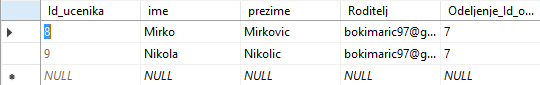 Id_ucenika ime prezime Roditelj Odeljenje_Id_o...
8 Mirko Mirkovic bokimaric97@g... 7
9 Nikola Nikolic bokimaric97@g... 7
NULL NULL NULL NULL NULL